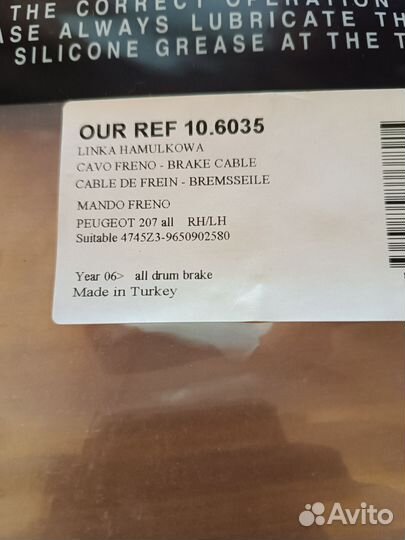 THE CORRECT OPERATION
ASE ALWAYS LUBRICATE TH
SILICONE GREASE AT THE T
OUR REF 10.6035
LINKA HAMULKOWA
CAVO FRENO - BRAKE CABLE
CABLE DE FREIN - BREMSSEILE
MANDO FRENO
PEUGEOT 207 all RH/LH
Suitable 4745Z3-9650902580
Year 06> all drum brake
Made in Turkey
Avito